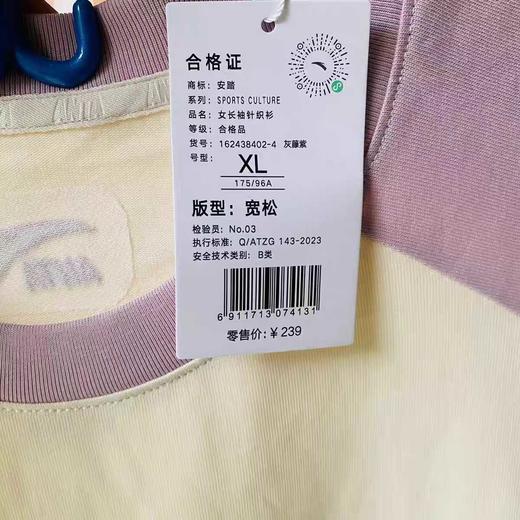 合格证
商标: 安踏
系列: SPORTS CULTURE
品名: 女长袖针织衫
等级: 合格品
货号: 162438402-4 灰藤紫
号型: XL
175/96A
版型: 宽松
检验员: No.03
执行标准: Q/ATZG 143-2023
安全技术类别: B类
6 911713 074131
零售价: ¥ 239